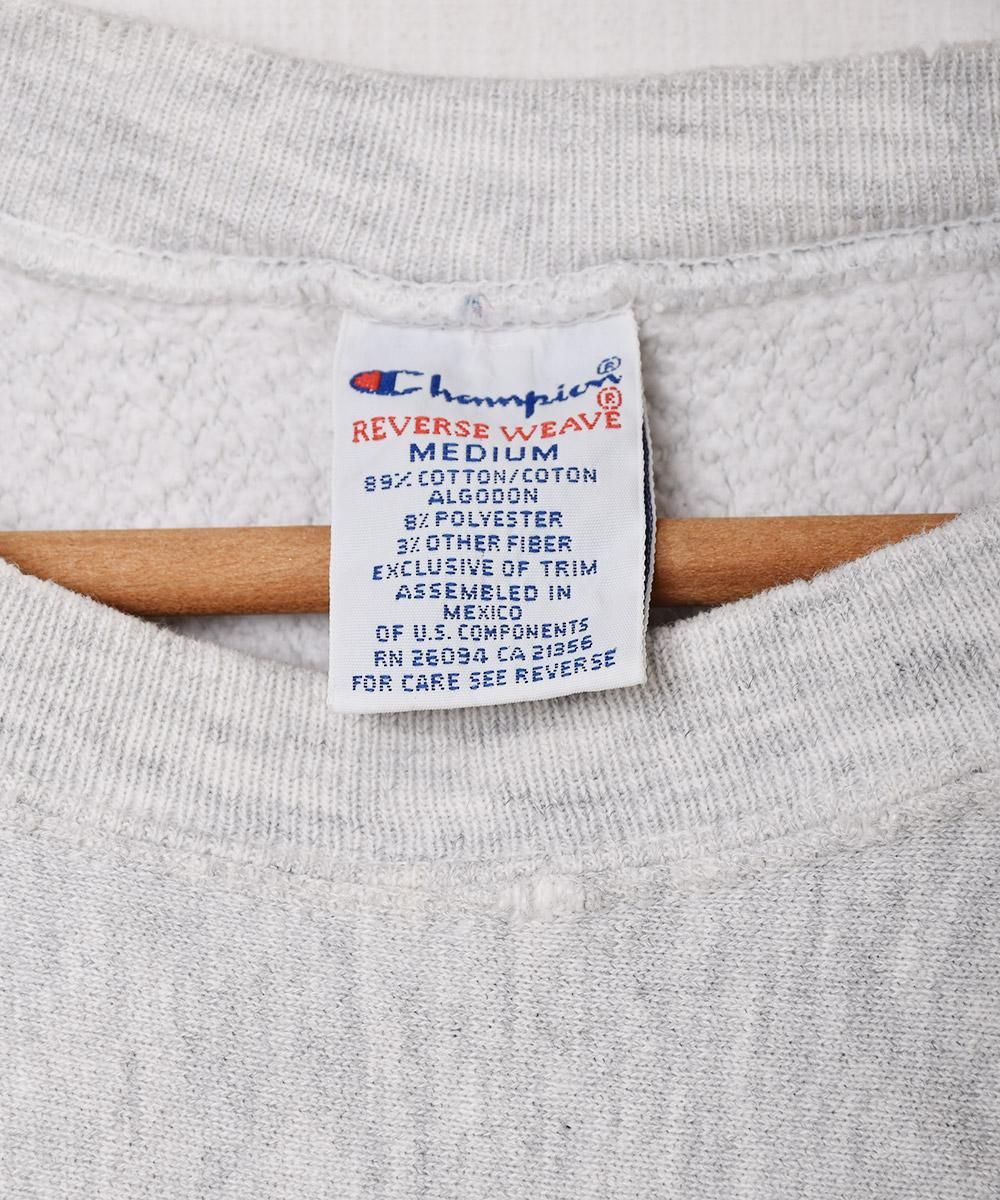 Champion®
REVERSE WEAVE®
MEDIUM
89% COTTON/COTON
ALGODON
8% POLYESTER
3% OTHER FIBER
EXCLUSIVE OF TRIM
ASSEMBLED IN
MEXICO
OF U.S. COMPONENTS
RN 26094 CA 21356
FOR CARE SEE REVERSE